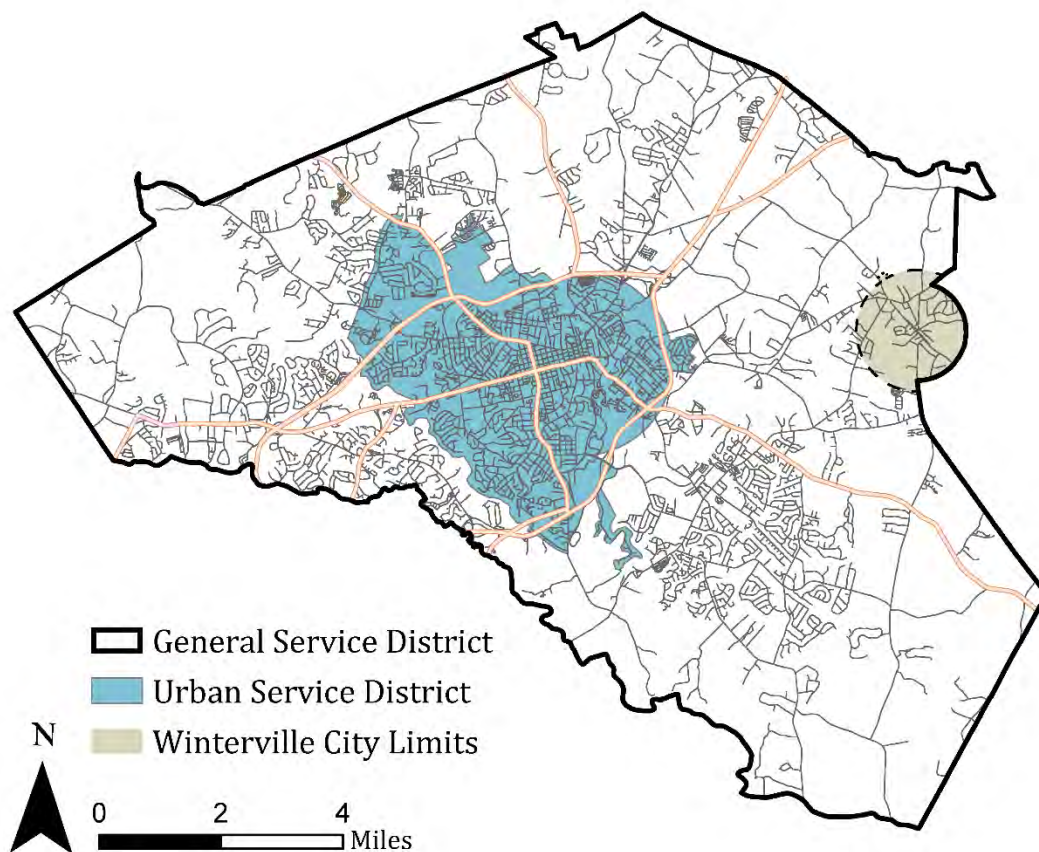 General Service District
Urban Service District
Winterville City Limits
N
0 2 4
Miles